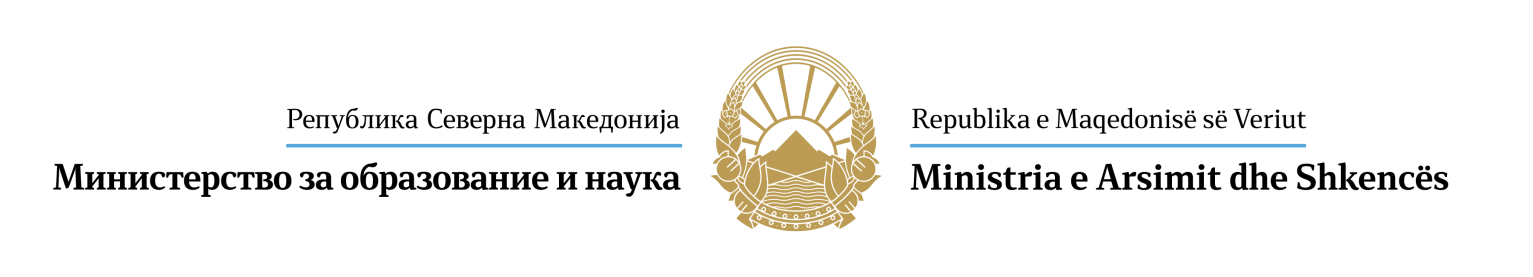 Република Северна Македонија
Министерство за образование и наука
Republika e Maqedonisë së Veriut
Ministria e Arsimit dhe Shkencës